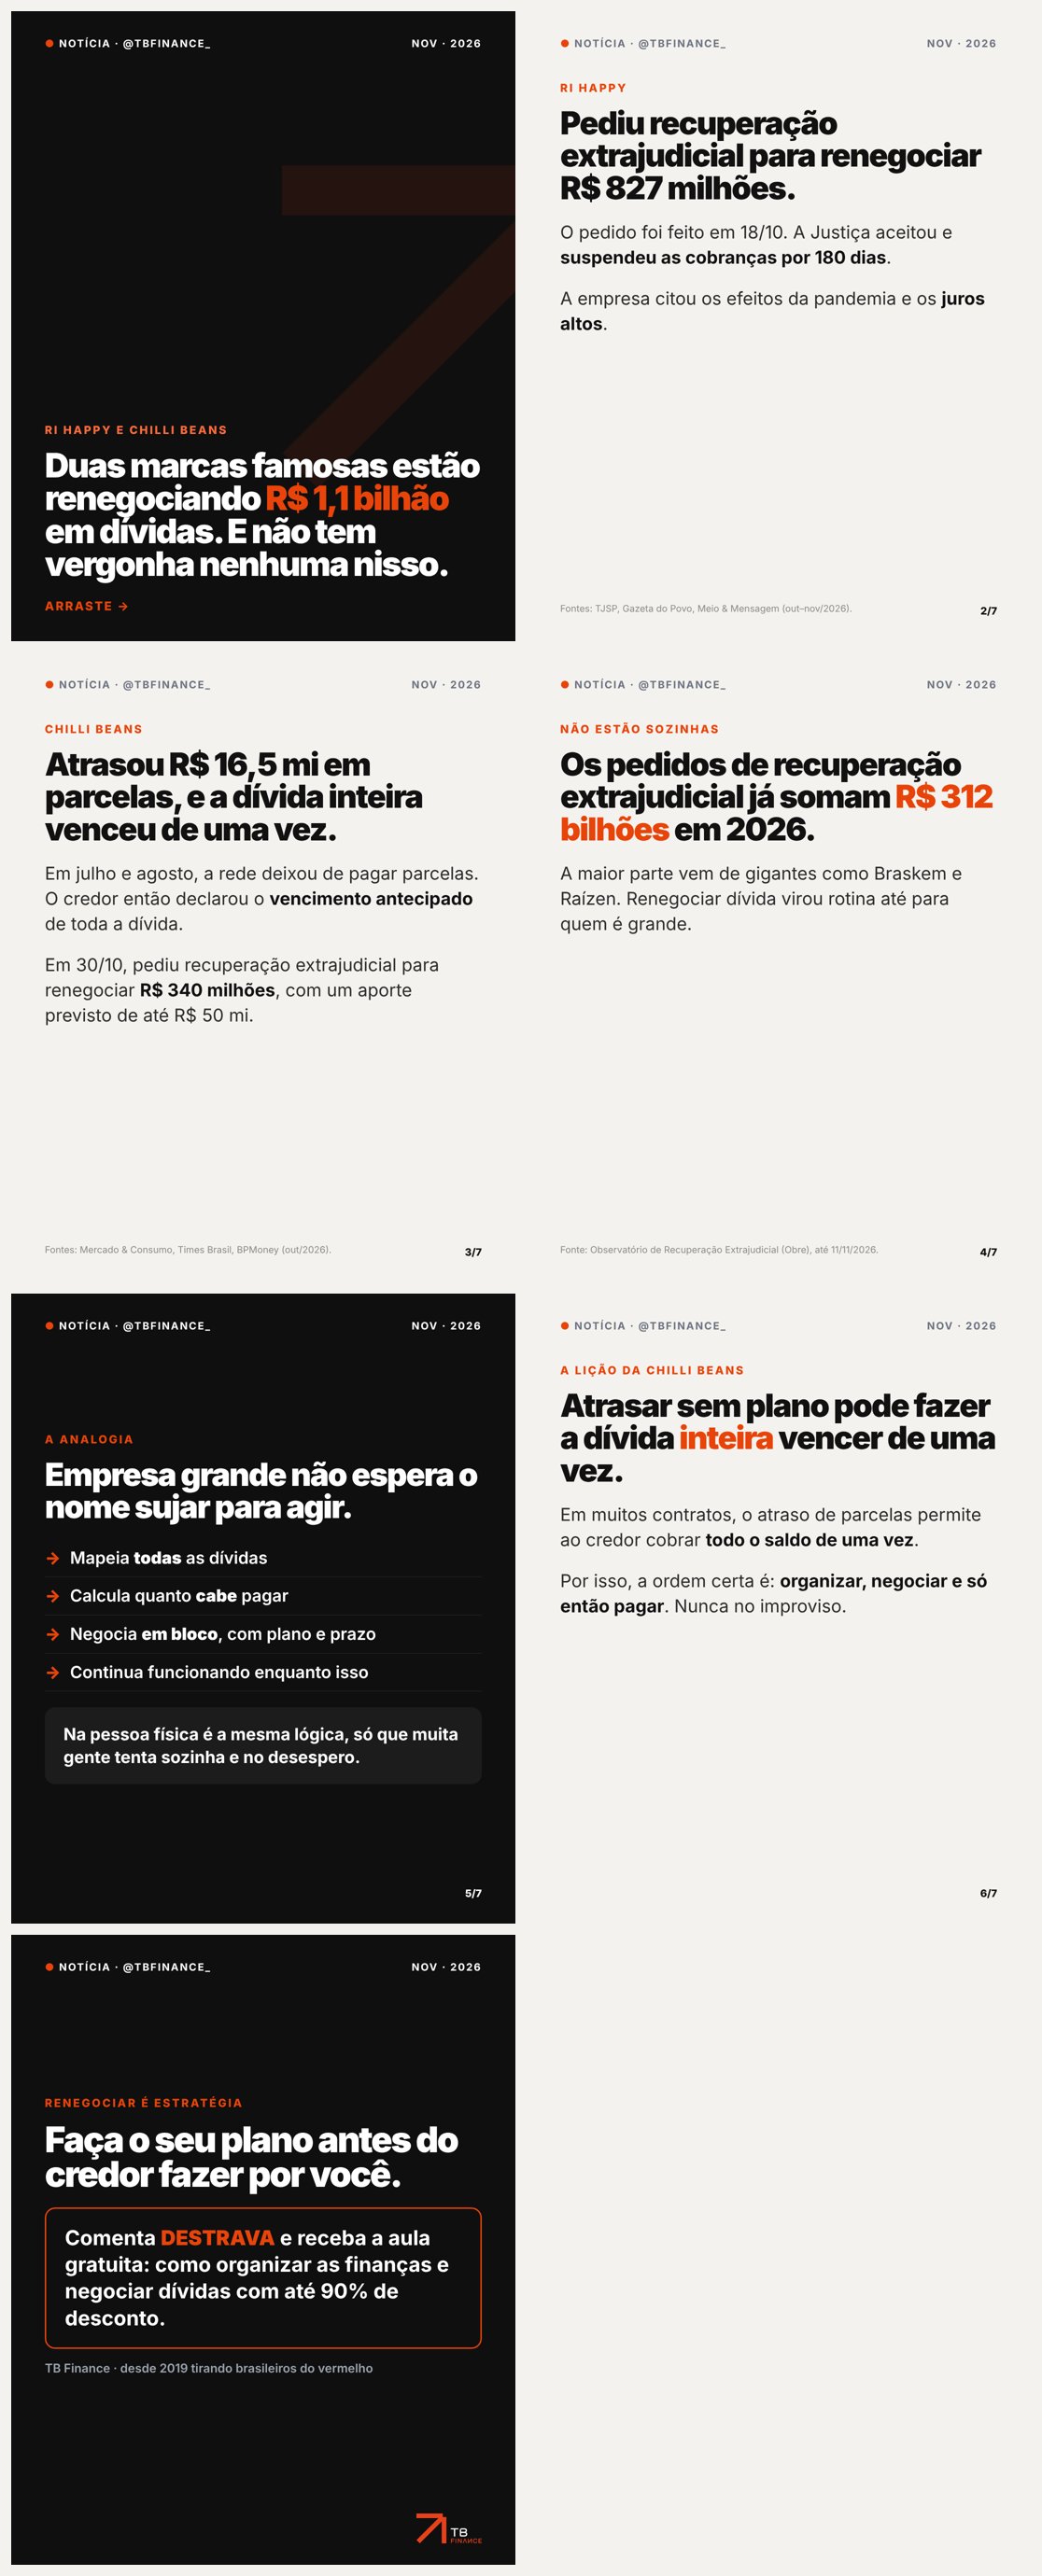 NOTÍCIA · @TBFINANCE_
NOV · 2026
RI HAPPY E CHILLI BEANS
Duas marcas famosas estão
renegociando R$ 1,1 bilhão
em dívidas. E não tem
vergonha nenhuma nisso.
ARRASTE →
NOTÍCIA · @TBFINANCE_
NOV · 2026
RI HAPPY
Pediu recuperação
extrajudicial para renegociar
R$ 827 milhões.
O pedido foi feito em 18/10. A Justiça aceitou e
suspendeu as cobranças por 180 dias.
A empresa citou os efeitos da pandemia e os juros
altos.
Fontes: TJSP, Gazeta do Povo, Meio & Mensagem (out–nov/2026).
2/7
NOTÍCIA · @TBFINANCE_
NOV · 2026
CHILLI BEANS
Atrasou R$ 16,5 mi em
parcelas, e a dívida inteira
venceu de uma vez.
Em julho e agosto, a rede deixou de pagar parcelas.
O credor então declarou o vencimento antecipado
de toda a dívida.
Em 30/10, pediu recuperação extrajudicial para
renegociar R$ 340 milhões, com um aporte
previsto de até R$ 50 mi.
Fontes: Mercado & Consumo, Times Brasil, BPMoney (out/2026).
3/7
NOTÍCIA · @TBFINANCE_
NOV · 2026
NÃO ESTÃO SOZINHAS
Os pedidos de recuperação
extrajudicial já somam R$ 312
bilhões em 2026.
A maior parte vem de gigantes como Braskem e
Raízen. Renegociar dívida virou rotina até para
quem é grande.
Fonte: Observatório de Recuperação Extrajudicial (Obre), até 11/11/2026.
4/7
NOTÍCIA · @TBFINANCE_
NOV · 2026
A ANALOGIA
Empresa grande não espera o
nome sujar para agir.
→ Mapeia todas as dívidas
→ Calcula quanto cabe pagar
→ Negocia em bloco, com plano e prazo
→ Continua funcionando enquanto isso
Na pessoa física é a mesma lógica, só que muita
gente tenta sozinha e no desespero.
5/7
NOTÍCIA · @TBFINANCE_
NOV · 2026
A LIÇÃO DA CHILLI BEANS
Atrasar sem plano pode fazer
a dívida inteira vencer de uma
vez.
Em muitos contratos, o atraso de parcelas permite
ao credor cobrar todo o saldo de uma vez.
Por isso, a ordem certa é: organizar, negociar e só
então pagar. Nunca no improviso.
6/7
NOTÍCIA · @TBFINANCE_
NOV · 2026
RENEGOCIAR É ESTRATÉGIA
Faça o seu plano antes do
credor fazer por você.
Comenta DESTRAVA e receba a aula
gratuita: como organizar as finanças e
negociar dívidas com até 90% de
desconto.
TB Finance · desde 2019 tirando brasileiros do vermelho
TB
FINANCE